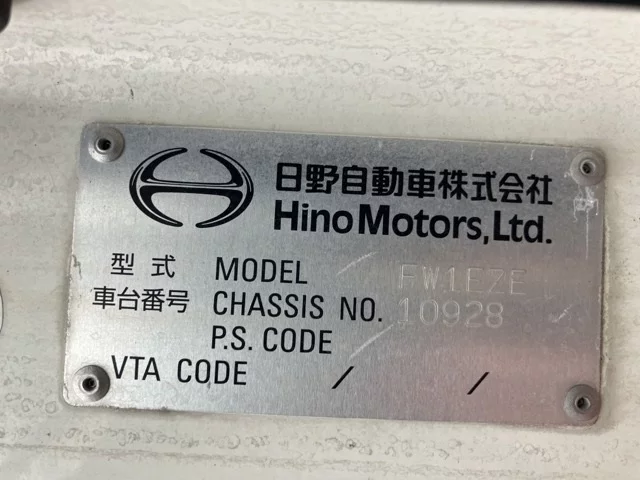 日野自動車株式会社
Hino Motors, Ltd.
型式 MODEL FW1EZE
車台番号 CHASSIS NO. 10928
P.S. CODE
VTA CODE / /